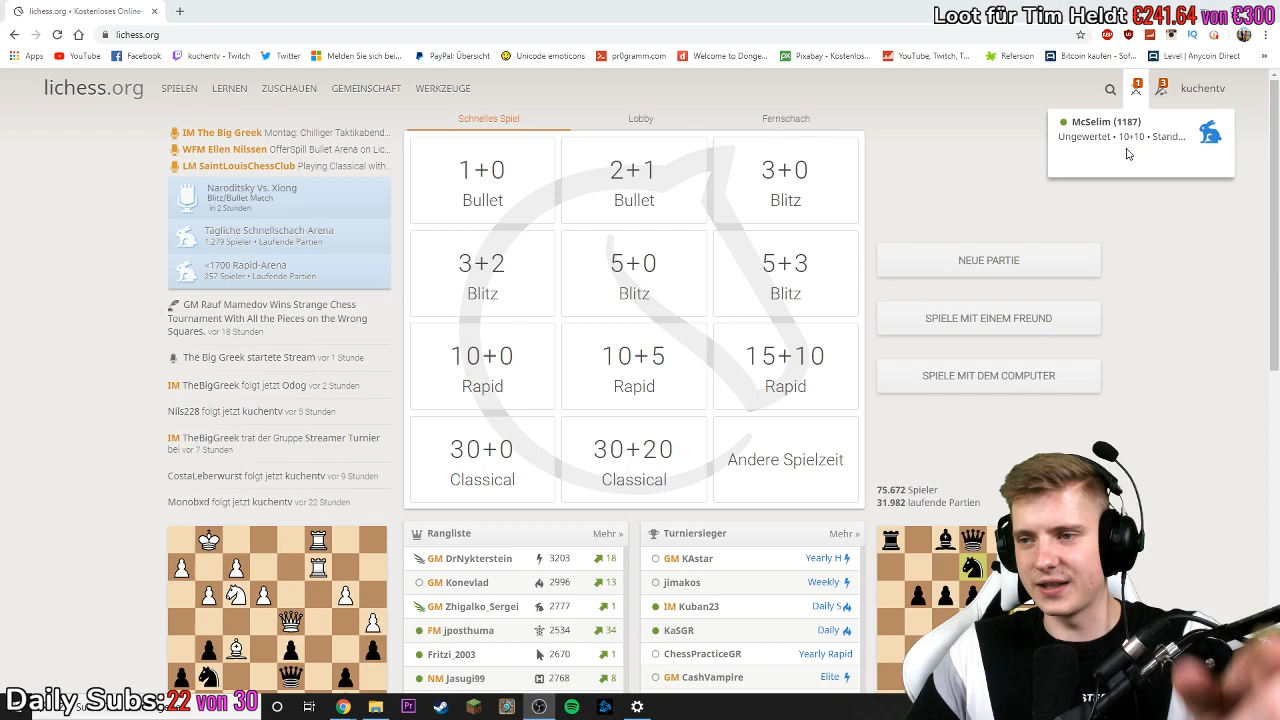 lichess.org • Kostenloses Online-
Loot für Tim Heldt €241.64 von €300
lichess.org
Apps YouTube Facebook kuchentv - Twitch Twitter Melden Sie sich bei... PayPal Übersicht Unicode emoticons pr0gramm.com Welcome to Donge... Pixabay - Kostenlos... YouTube, Twitch, T... Refersion Bitcoin kaufen - Sof... Level | Anycoin Direct
lichess.org SPIELEN LERNEN ZUSCHAUEN GEMEINSCHAFT WERKZEUGE 1 3 kuchentv
McSelim (1187)
Ungewertet • 10+10 • Stand...
IM The Big Greek Montag: Chilliger Taktikabend...
WFM Ellen Nilssen OfferSpill Bullet Arena on Lic...
LM SaintLouisChessClub Playing Classical with...
Naroditsky Vs. Xiong
Blitz/Bullet Match
in 2 Stunden
Tägliche Schnellschach-Arena
1.279 Spieler • Laufende Partien
<1700 Rapid-Arena
257 Spieler • Laufende Partien
GM Rauf Mamedov Wins Strange Chess
Tournament With All the Pieces on the Wrong
Squares. vor 18 Stunden
The Big Greek startete Stream vor 1 Stunde
IM TheBigGreek folgt jetzt Odog vor 2 Stunden
Nils228 folgt jetzt kuchentv vor 5 Stunden
IM TheBigGreek trat der Gruppe Streamer Turnier
bei vor 7 Stunden
CostaLeberwurst folgt jetzt kuchentv vor 9 Stunden
Monobxd folgt jetzt kuchentv vor 22 Stunden
Schnelles Spiel Lobby Fernschach
1+0 2+1 3+0
Bullet Bullet Blitz
3+2 5+0 5+3
Blitz Blitz Blitz
10+0 10+5 15+10
Rapid Rapid Rapid
30+0 30+20 Andere Spielzeit
Classical Classical
NEUE PARTIE
SPIELE MIT EINEM FREUND
SPIELE MIT DEM COMPUTER
75.672 Spieler
31.982 laufende Partien
Rangliste Mehr »
GM DrNykterstein 3203 18
GM Konevlad 2996 13
GM Zhigalko_Sergei 2777 1
FM jposthuma 2534 34
Fritzi_2003 2670 1
NM Jasugi99 2768 8
Turniersieger Mehr »
GM KAstar Yearly H
jimakos Weekly
IM Kuban23 Daily S
KaSGR Daily
ChessPracticeGR Yearly Rapid
GM CashVampire Elite
Daily Subs: 22 von 30